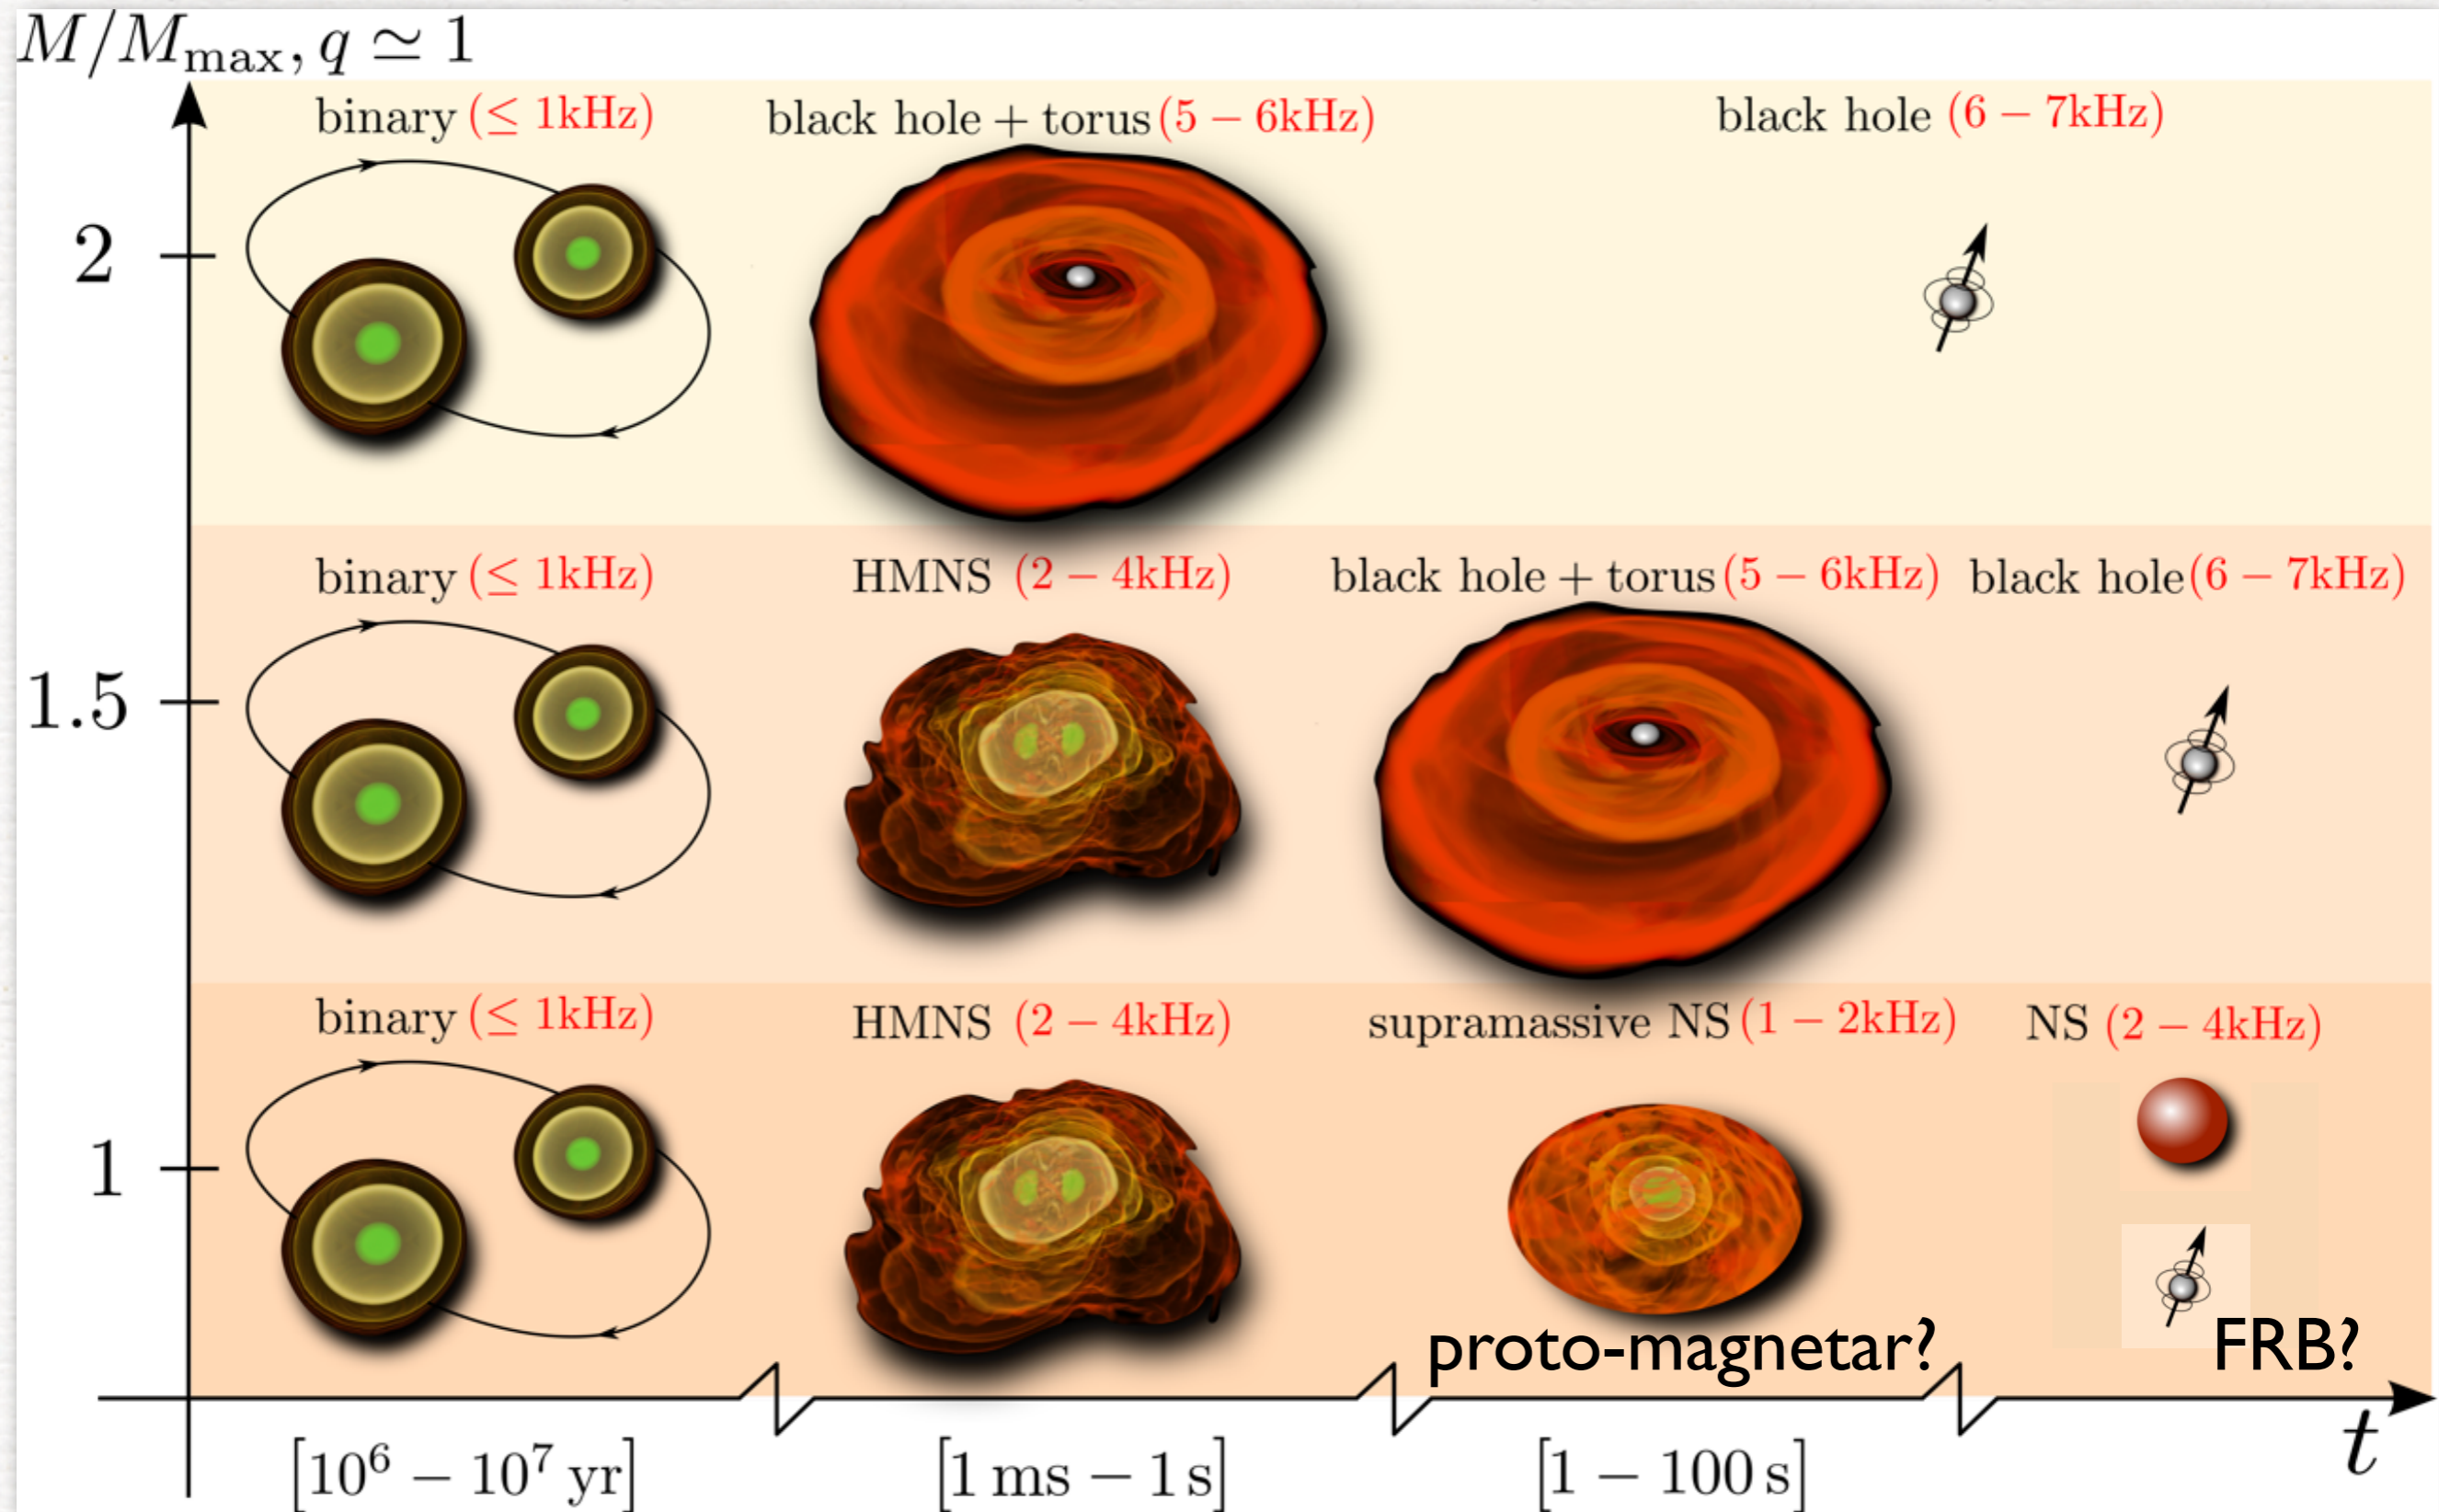 M/M_max, q ≃ 1
binary (≤ 1kHz) black hole + torus (5 − 6kHz) black hole (6 − 7kHz)
2
binary (≤ 1kHz) HMNS (2 − 4kHz) black hole + torus (5 − 6kHz) black hole (6 − 7kHz)
1.5
binary (≤ 1kHz) HMNS (2 − 4kHz) supramassive NS (1 − 2kHz) NS (2 − 4kHz)
1
proto-magnetar? FRB?
[10⁶ − 10⁷ yr] [1 ms − 1 s] [1 − 100 s] t